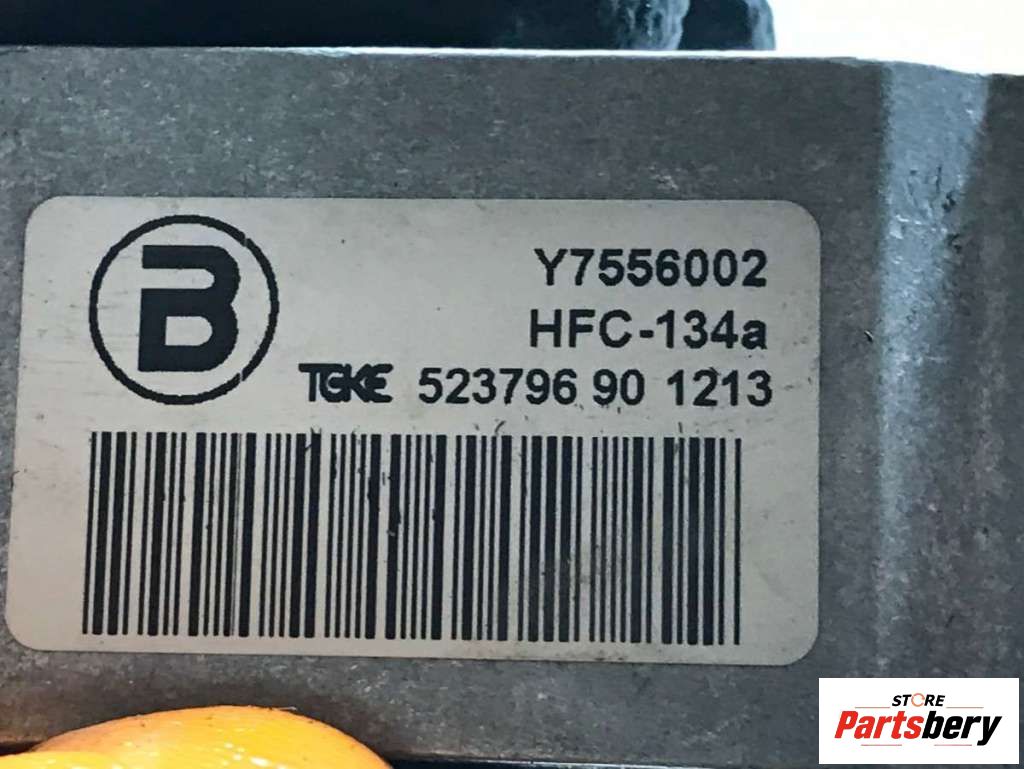 B
Y7556002
HFC-134a
TGKE 523796 90 1213
STORE
Partsbery